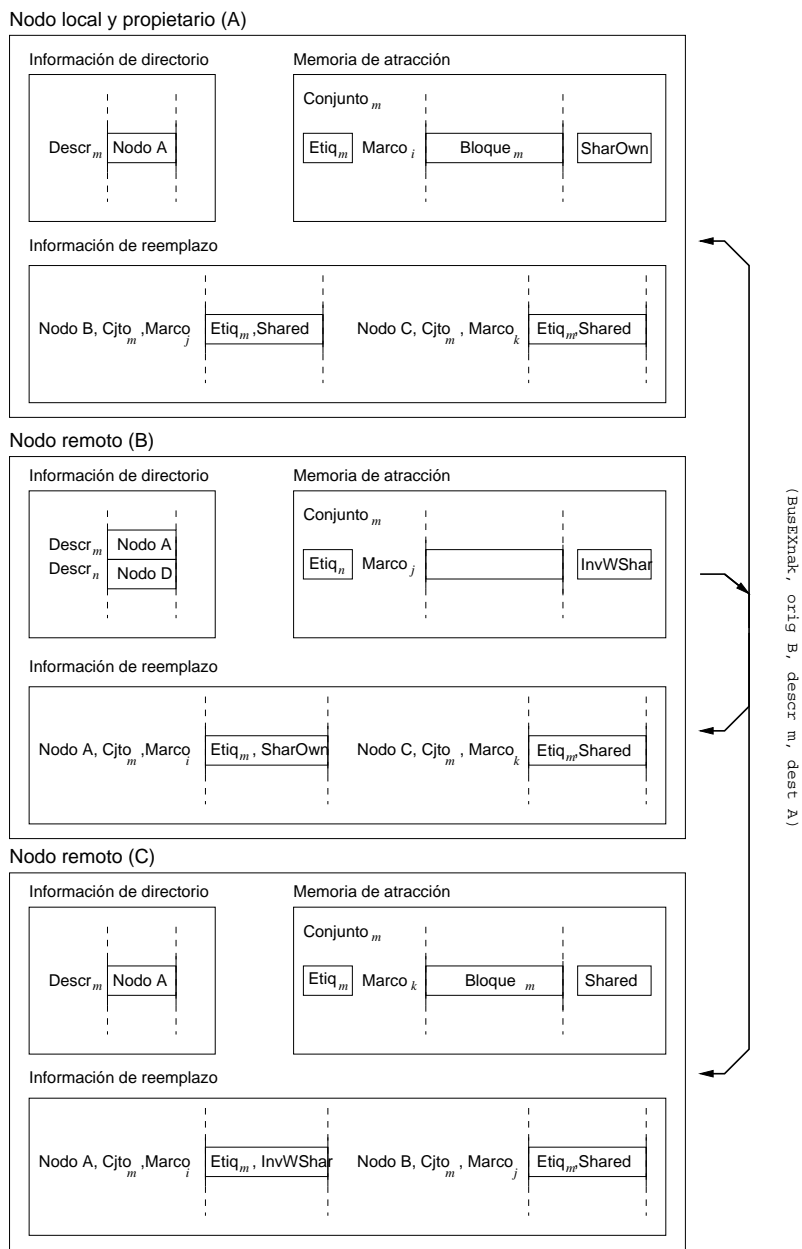 Nodo local y propietario (A)
Información de directorio
Memoria de atracción
Conjunto m
Descr m Nodo A
Etiq m Marco i Bloque m SharOwn
Información de reemplazo
Nodo B, Cjto m ,Marco j Etiq m ,Shared Nodo C, Cjto m , Marco k Etiq m ,Shared
Nodo remoto (B)
Información de directorio
Memoria de atracción
Conjunto m
Descr m Nodo A
Descr n Nodo D
Etiq n Marco j InvWShar
Información de reemplazo
Nodo A, Cjto m ,Marco i Etiq m , SharOwn Nodo C, Cjto m , Marco k Etiq m ,Shared
Nodo remoto (C)
Información de directorio
Memoria de atracción
Conjunto m
Descr m Nodo A
Etiq m Marco k Bloque m Shared
Información de reemplazo
Nodo A, Cjto m ,Marco i Etiq m , InvWShar Nodo B, Cjto m , Marco j Etiq m ,Shared
(BusEXnak, orig B, descr m, dest A)